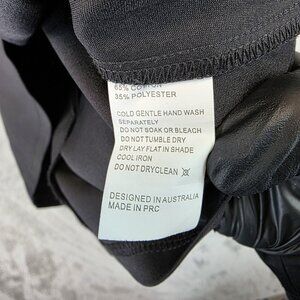 65% COTTON
35% POLYESTER
COLD GENTLE HAND WASH
SEPARATELY
DO NOT SOAK OR BLEACH
DO NOT TUMBLE DRY
DRY LAY FLAT IN SHADE
COOL IRON
DO NOT DRYCLEAN
DESIGNED IN AUSTRALIA
MADE IN PRC